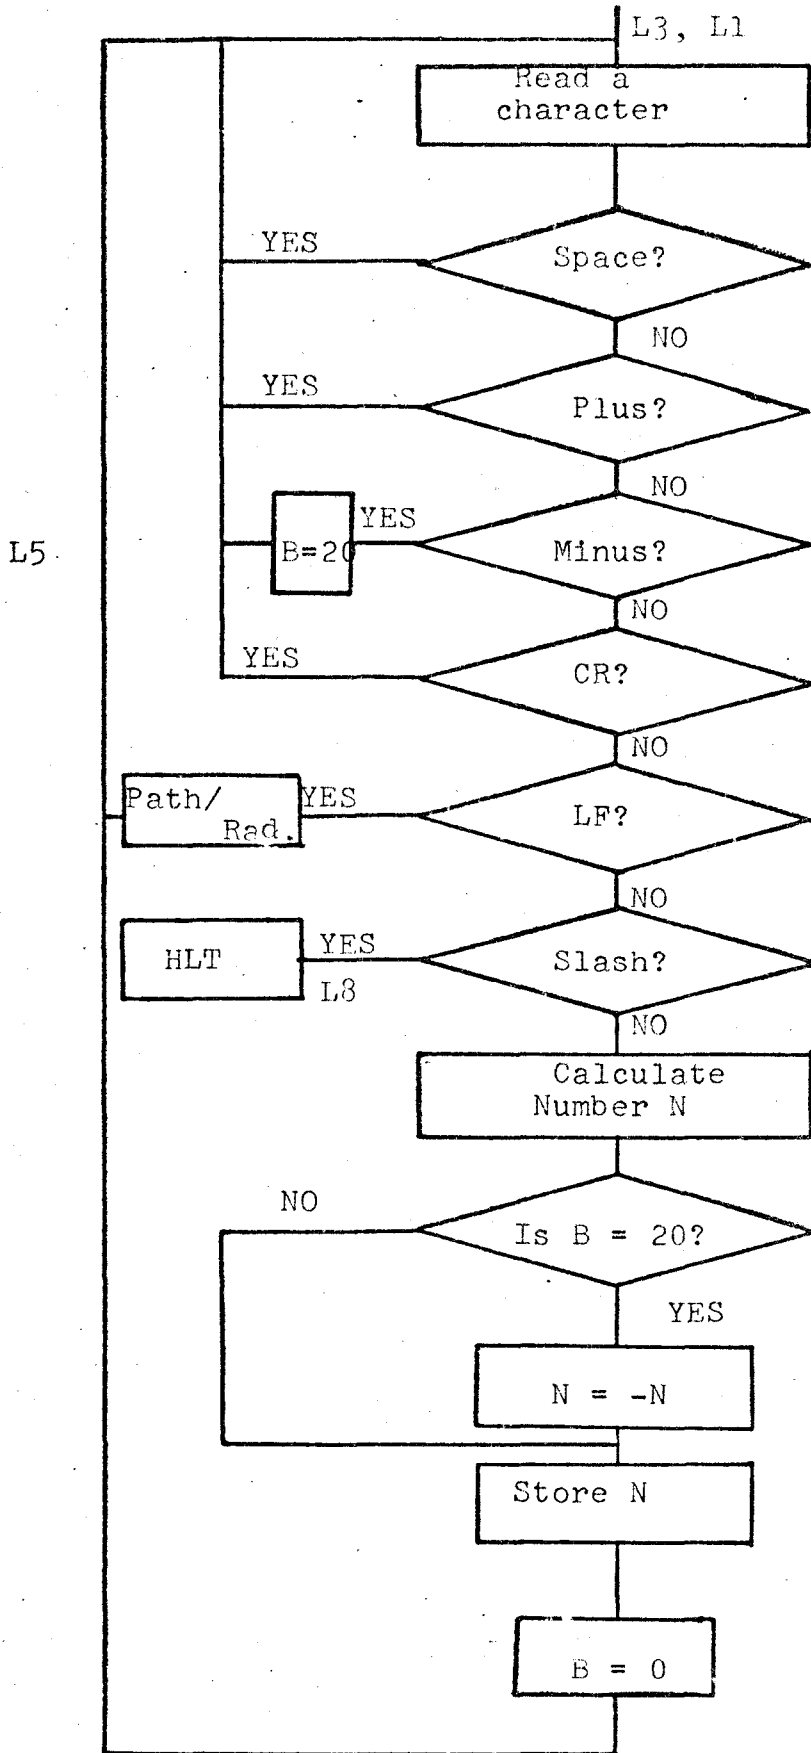 L3, L1
Read a
character
YES
Space?
NO
YES
Plus?
NO
L5
B=20
YES
Minus?
NO
YES
CR?
NO
Path/
Rad.
YES
LF?
NO
HLT
YES
L8
Slash?
NO
Calculate
Number N
NO
Is B = 20?
YES
N = -N
Store N
B = 0